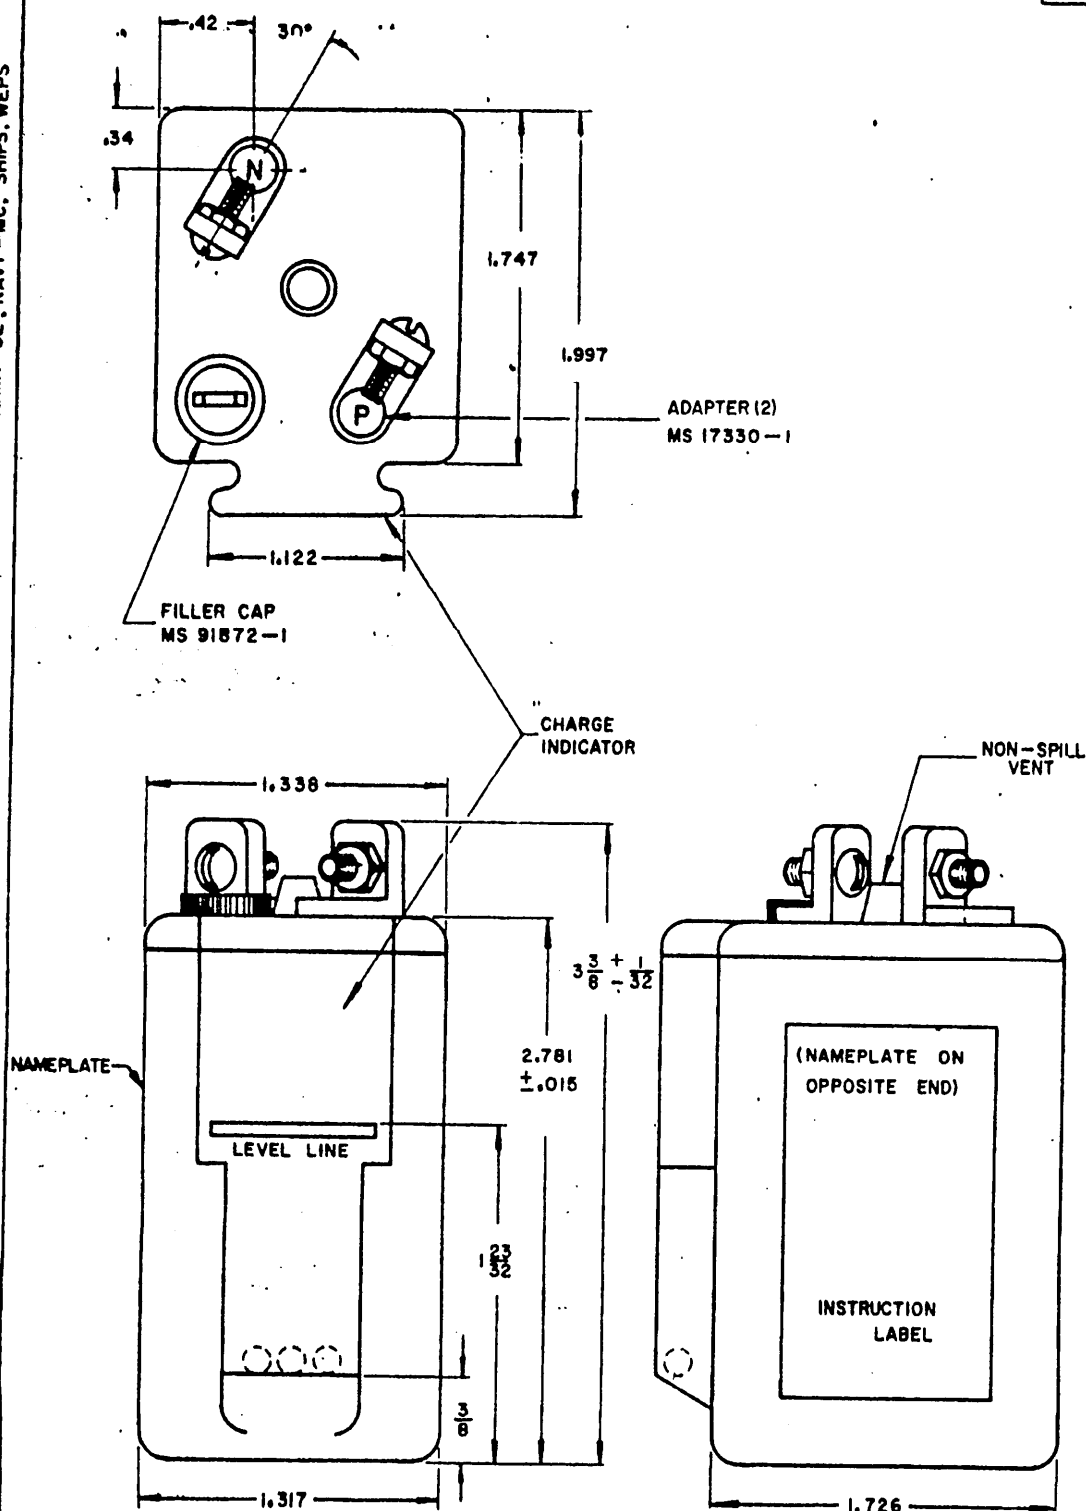 .42
30°
.34
N
1.747
1.997
P
ADAPTER (2)
MS 17330-1
1.122
FILLER CAP
MS 91872-1
CHARGE
INDICATOR
NON-SPILL
VENT
1.338
3 3/8 + 1/32 -
NAMEPLATE
2.781
±.015
(NAMEPLATE ON
OPPOSITE END)
LEVEL LINE
1 23/32
INSTRUCTION
LABEL
3/8
1.317
1.726